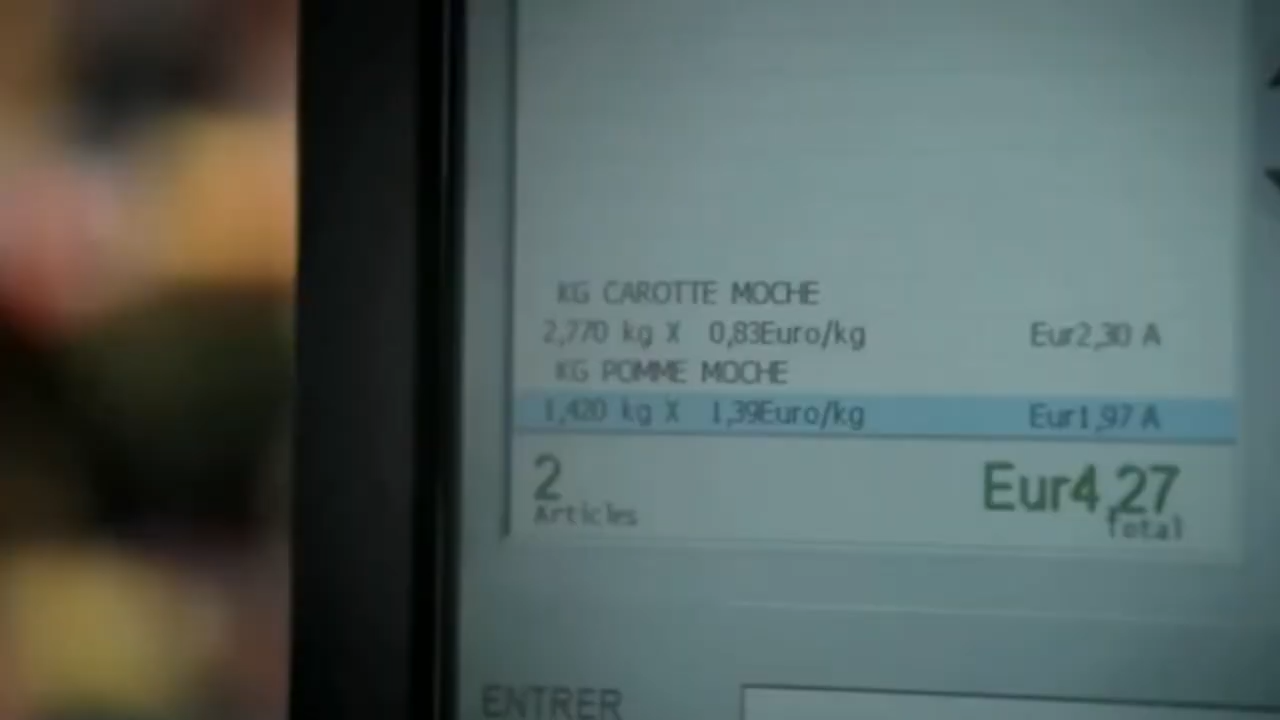 KG CAROTTE MOCHE
2,770 kg X 0,83Euro/kg Eur2,30 A
KG POMME MOCHE
1,420 kg X 1,39Euro/kg Eur1,97 A
2 Eur4,27
Articles Total
ENTRER